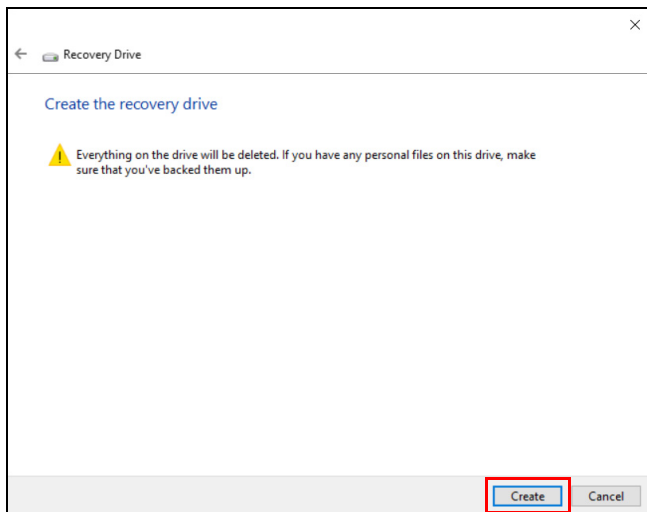 Recovery Drive
Create the recovery drive
Everything on the drive will be deleted. If you have any personal files on this drive, make
sure that you've backed them up.
Create Cancel